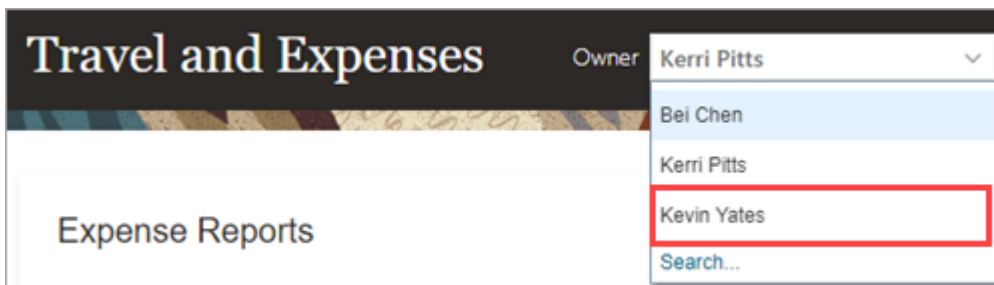 Travel and Expenses
Owner
Kerri Pitts
Bei Chen
Kerri Pitts
Kevin Yates
Search...
Expense Reports